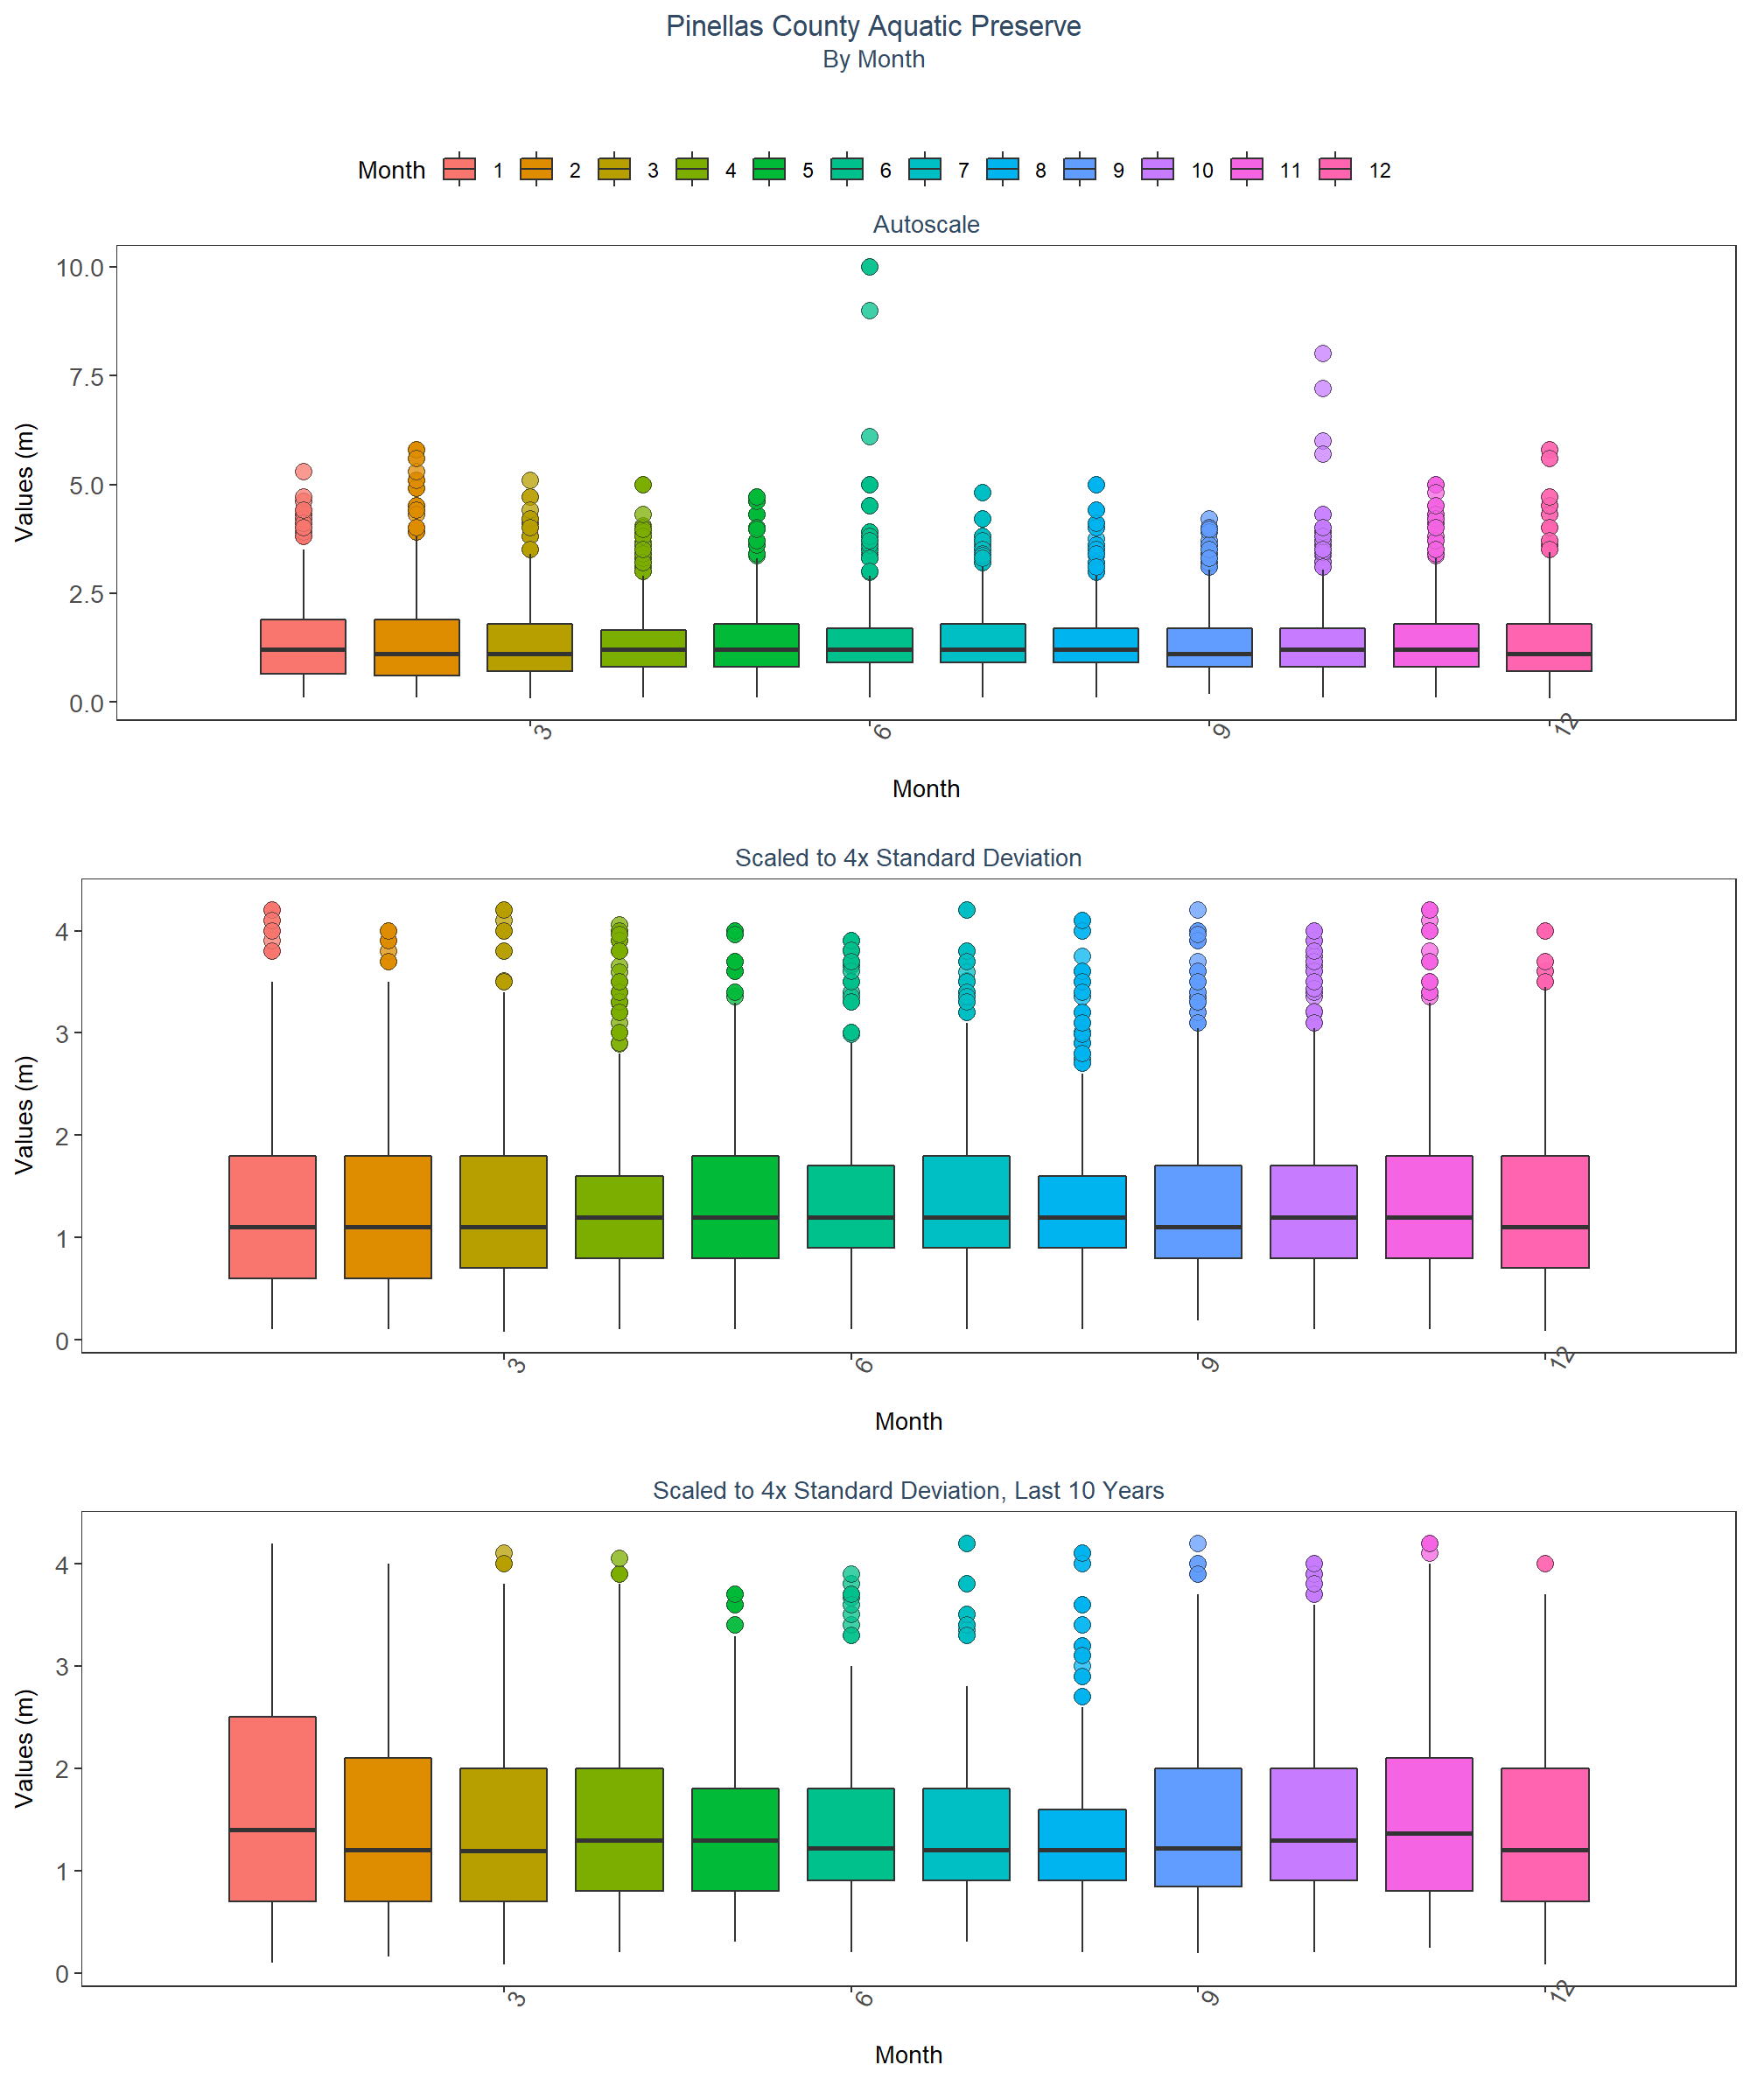 Pinellas County Aquatic Preserve
By Month
Month 1 2 3 4 5 6 7 8 9 10 11 12
Autoscale
10.0
7.5
5.0
2.5
0.0
Values (m)
3 6 9 12
Month
Scaled to 4x Standard Deviation
4
3
2
1
0
Values (m)
3 6 9 12
Month
Scaled to 4x Standard Deviation, Last 10 Years
4
3
2
1
0
Values (m)
3 6 9 12
Month